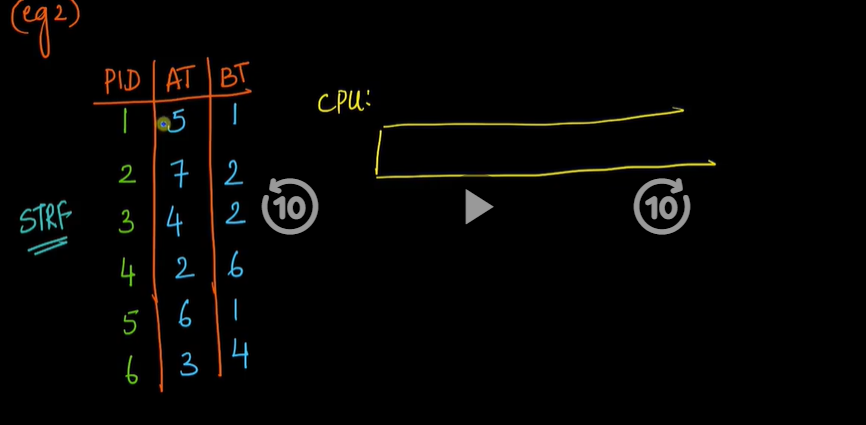 (eg2)
PID AT BT
CPU:
1 5 1
2 7 2
STRF 3 4 2
4 2 6
5 6 1
6 3 4
10 10